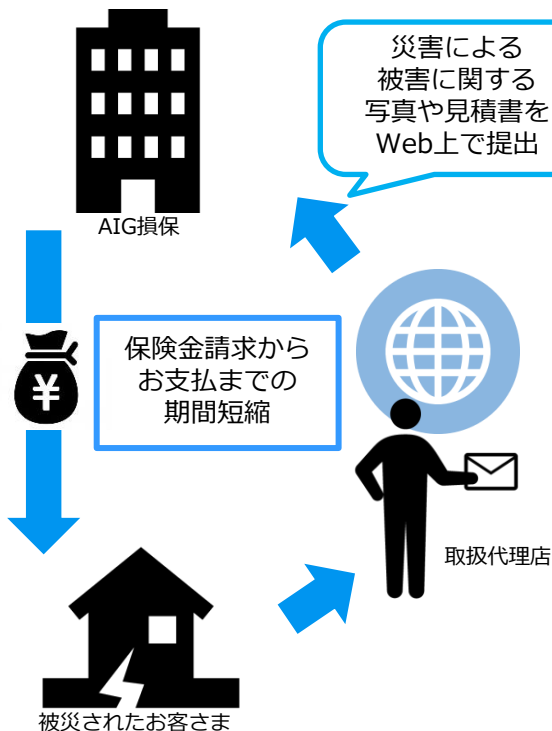 災害による
被害に関する
写真や見積書を
Web上で提出
AIG損保
保険金請求から
お支払までの
期間短縮
¥
取扱代理店
被災されたお客さま